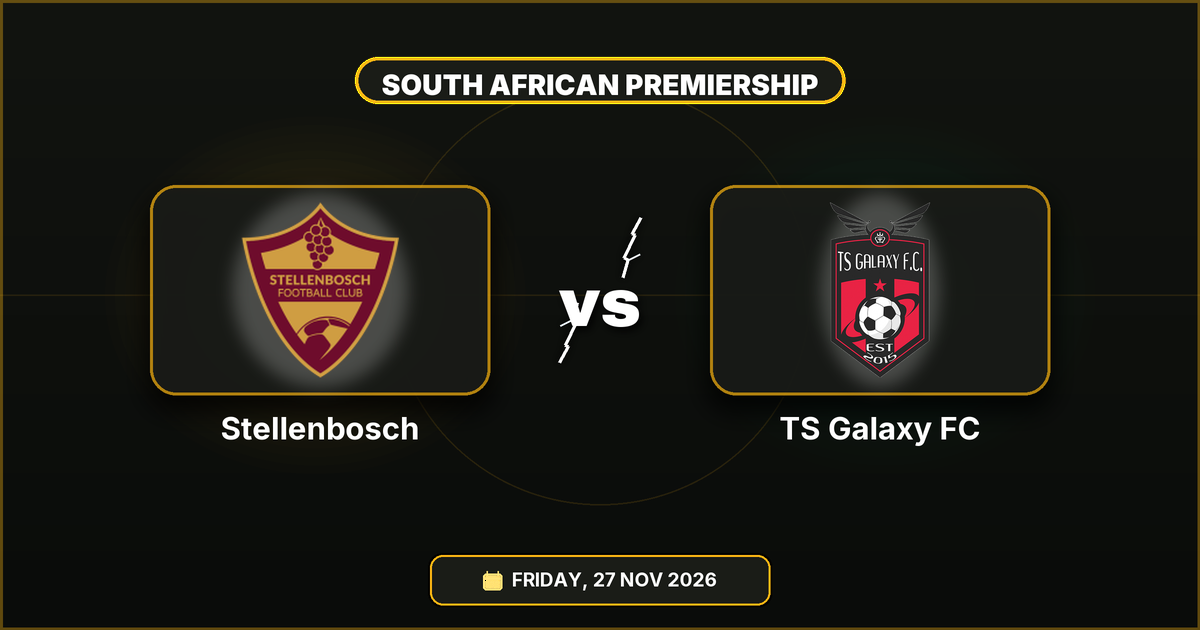 SOUTH AFRICAN PREMIERSHIP
STELLENBOSCH
FOOTBALL CLUB
vs
TS GALAXY F.C.
EST
2015
Stellenbosch
TS Galaxy FC
FRIDAY, 27 NOV 2026